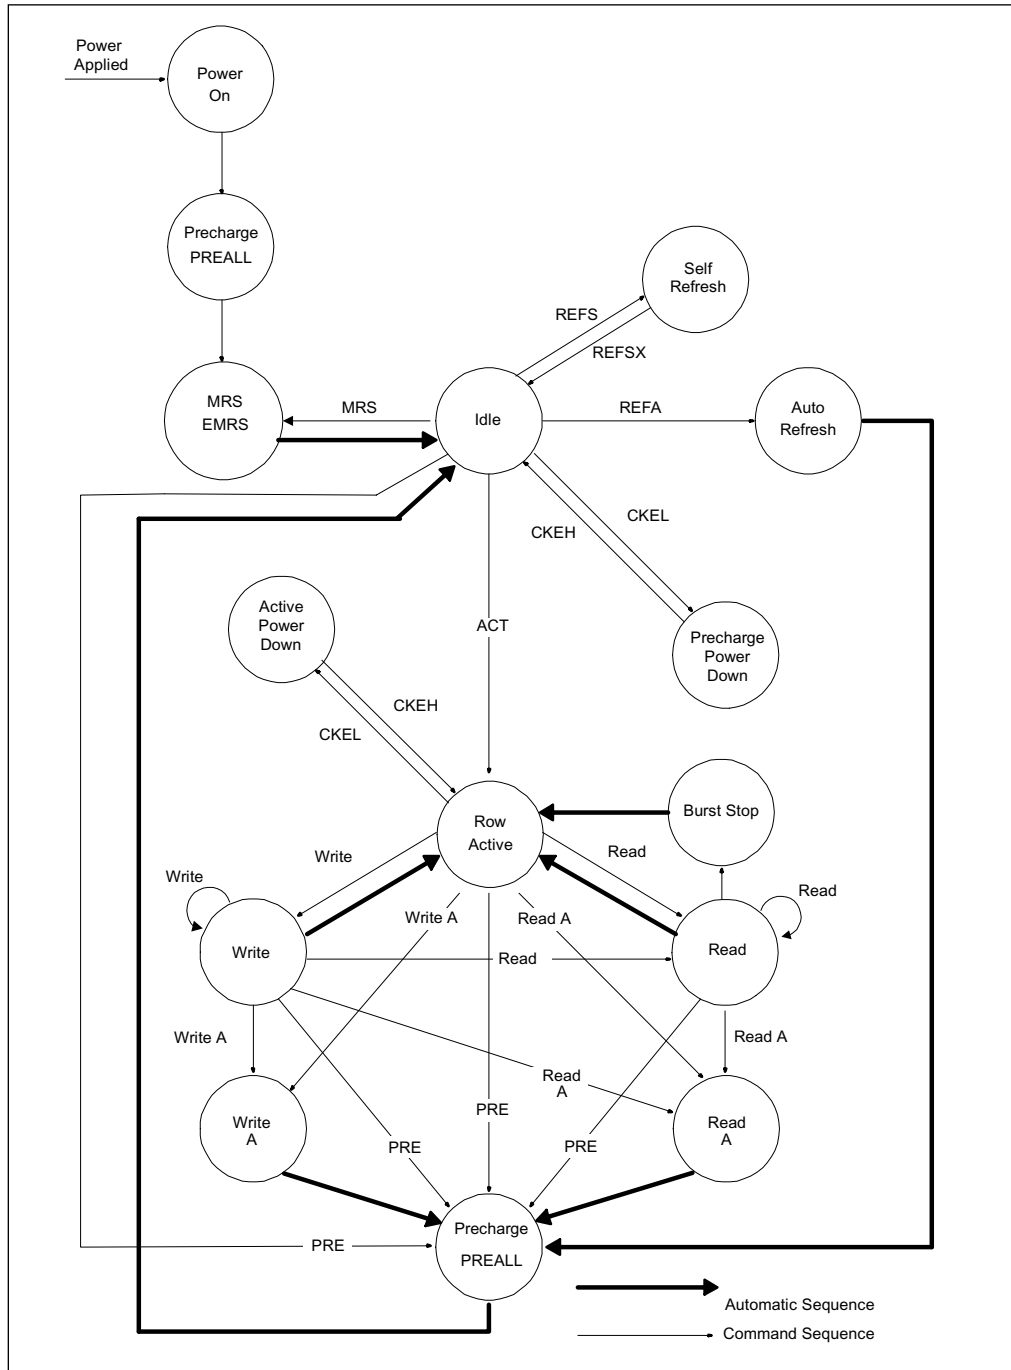 Power
Applied
Power
On
Precharge
PREALL
Self
Refresh
REFS
REFSX
MRS
EMRS
MRS
Idle
REFA
Auto
Refresh
CKEL
CKEH
Active
Power
Down
ACT
Precharge
Power
Down
CKEH
CKEL
Row
Active
Burst Stop
Write
Read
Write
Read
Write A
Read A
Write
Read
Read
Write A
Read A
Read
A
Write
A
PRE
Read
A
PRE
PRE
Precharge
PREALL
PRE
Automatic Sequence
Command Sequence